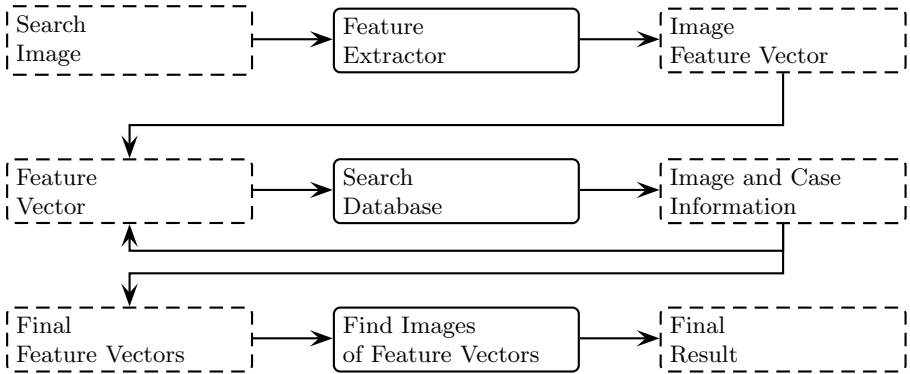 Search
Image
Feature
Extractor
Image
Feature Vector
Feature
Vector
Search
Database
Image and Case
Information
Final
Feature Vectors
Find Images
of Feature Vectors
Final
Result